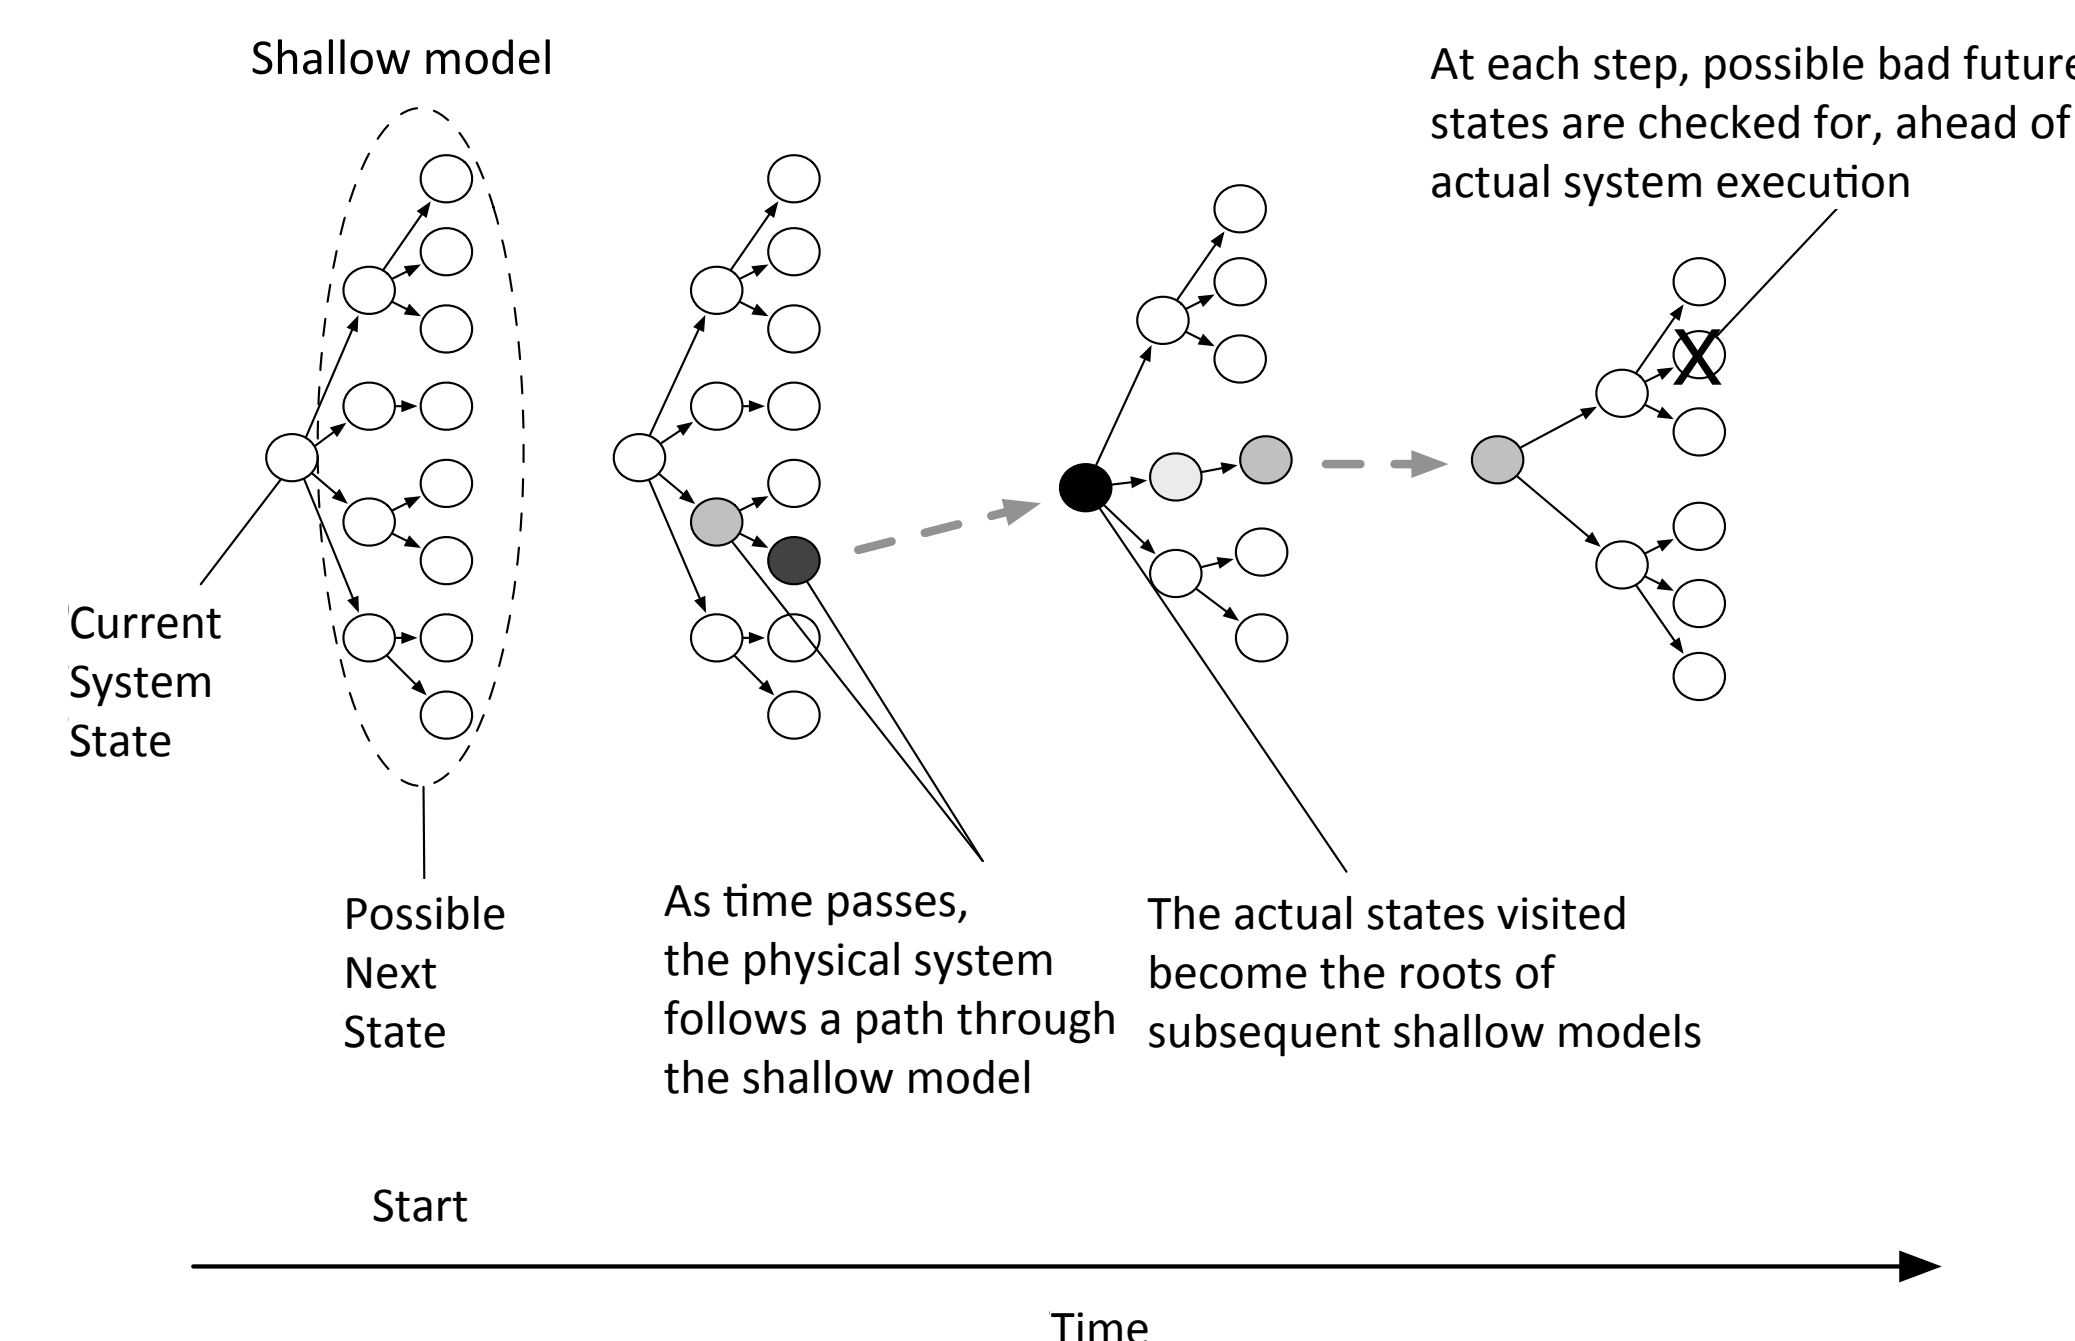 Shallow model
At each step, possible bad future
states are checked for, ahead of
actual system execution
X
Current
System
State
Possible
Next
State
As time passes,
the physical system
follows a path through
the shallow model
The actual states visited
become the roots of
subsequent shallow models
Start
Time